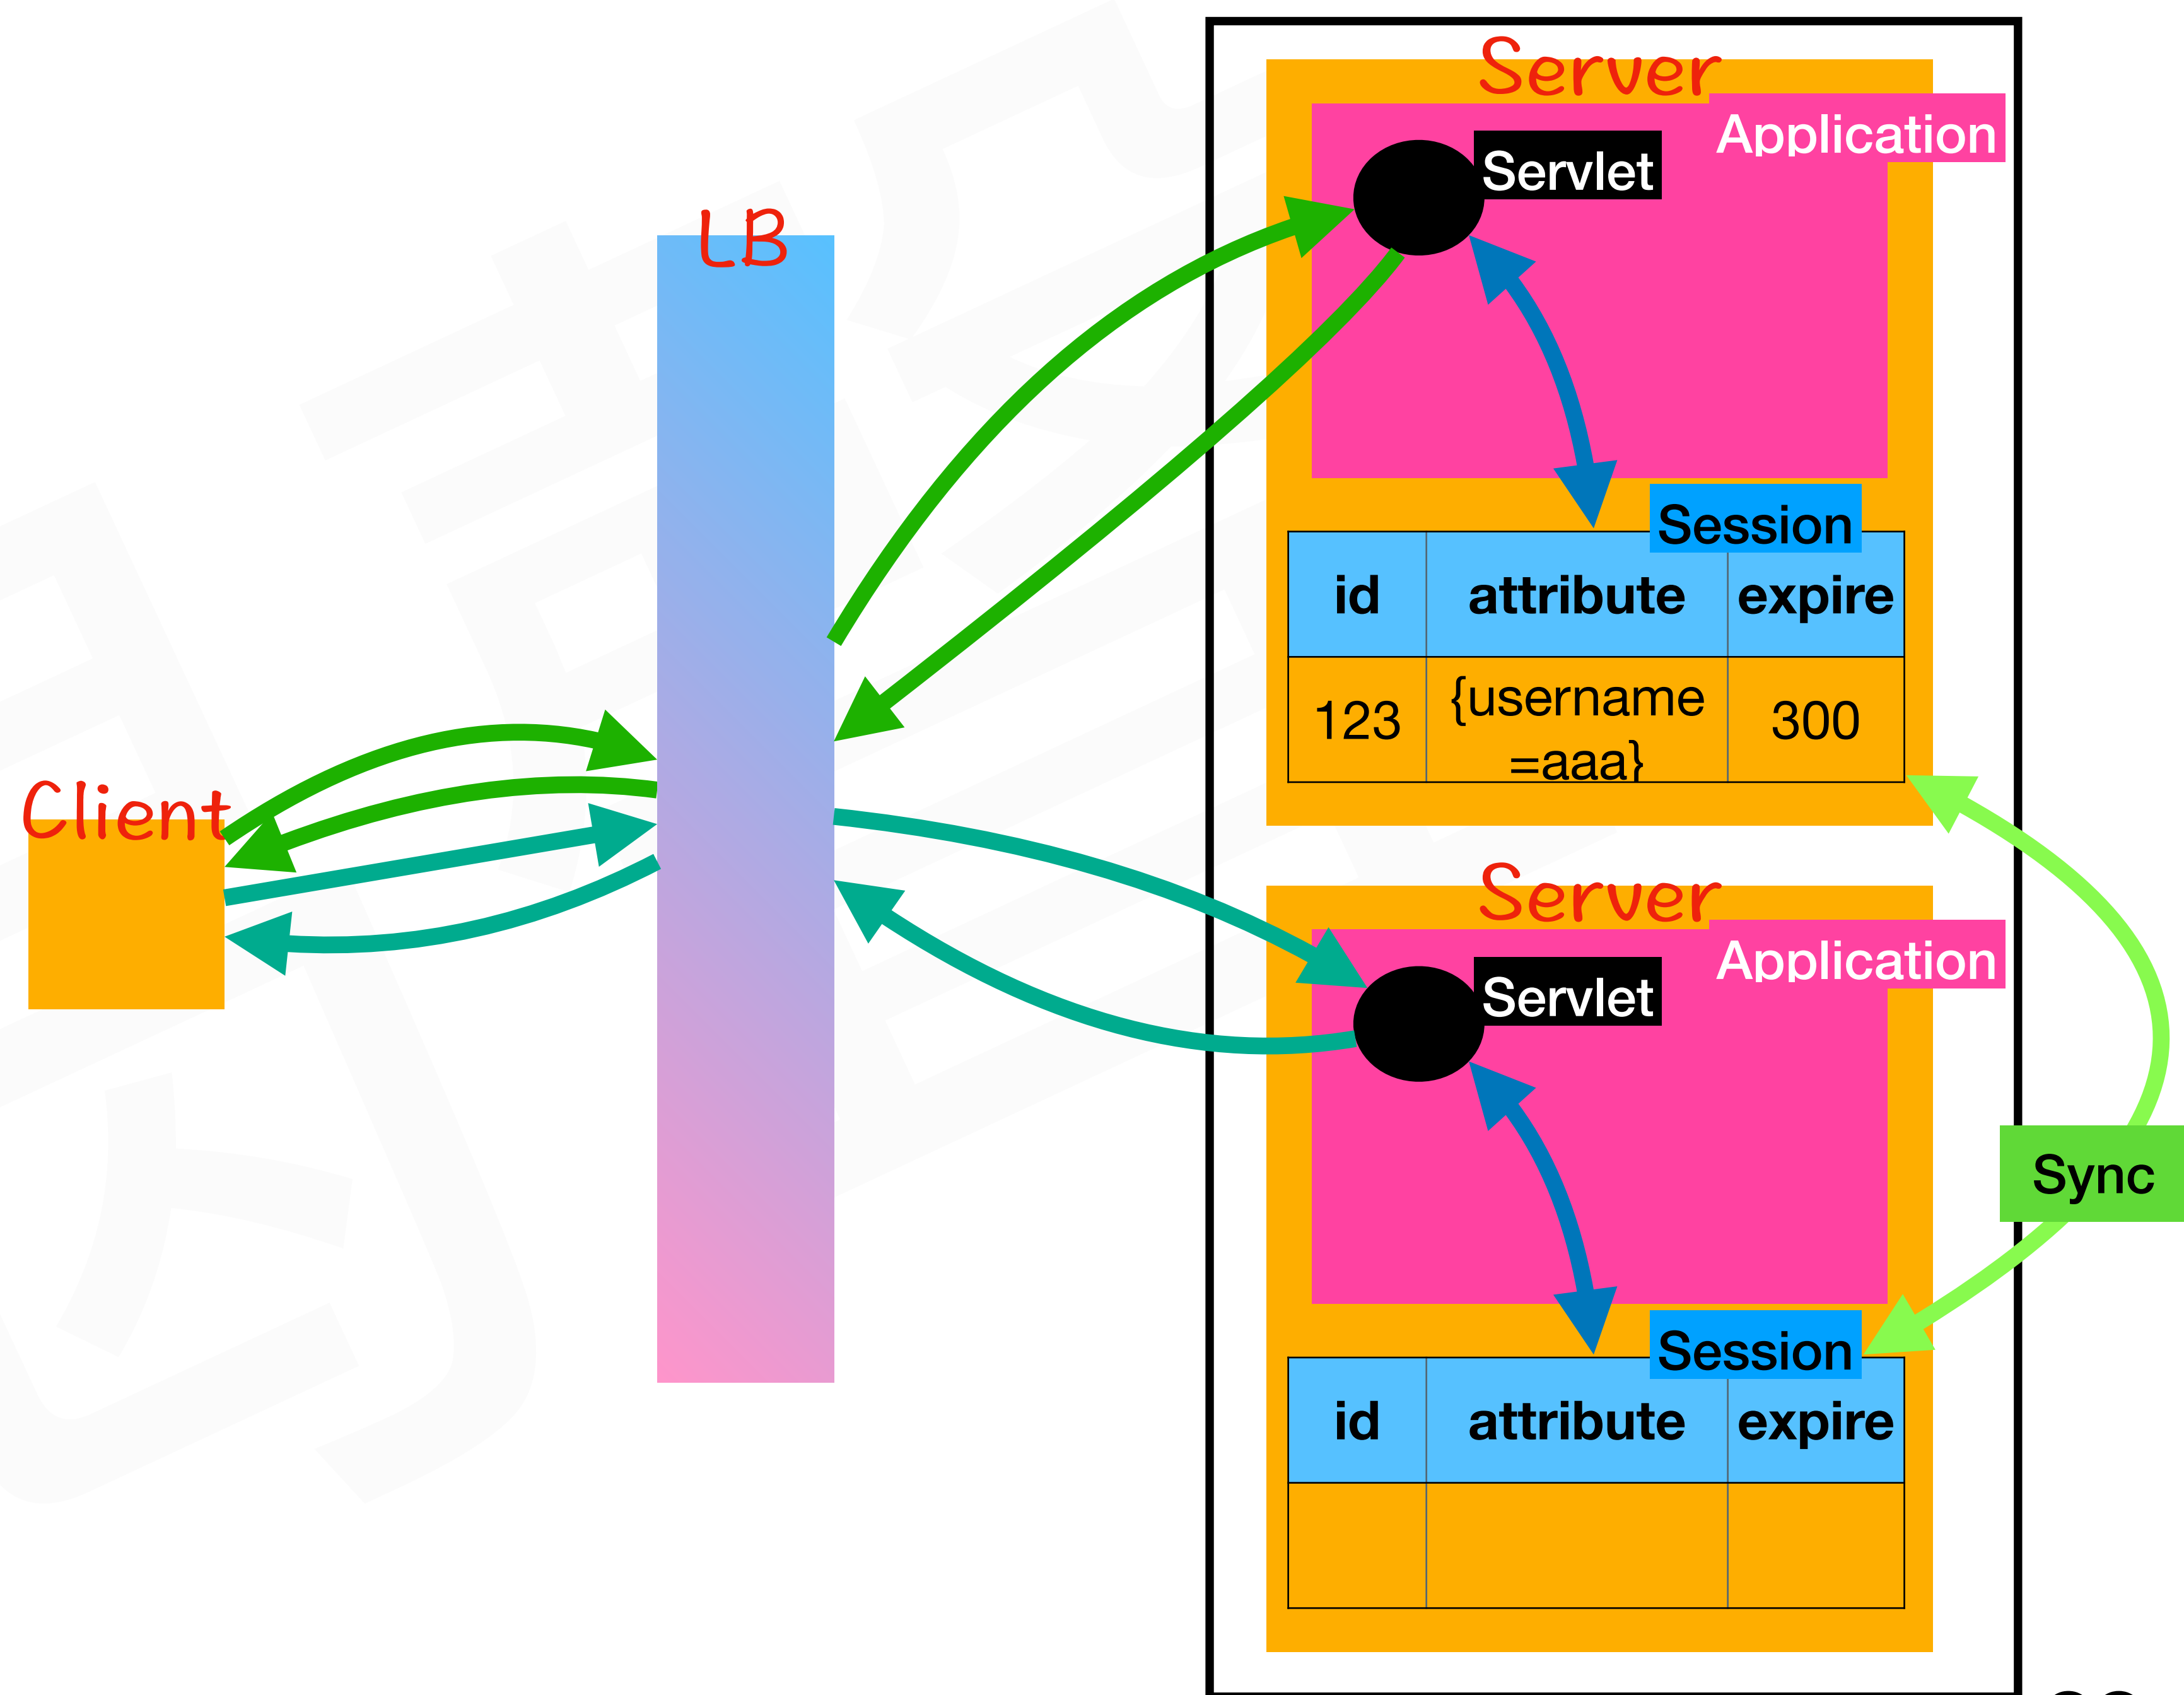 Server
Application
Servlet
LB
Session
id attribute expire
123 {username =aaa} 300
Client
Server
Application
Servlet
Sync
Session
id attribute expire